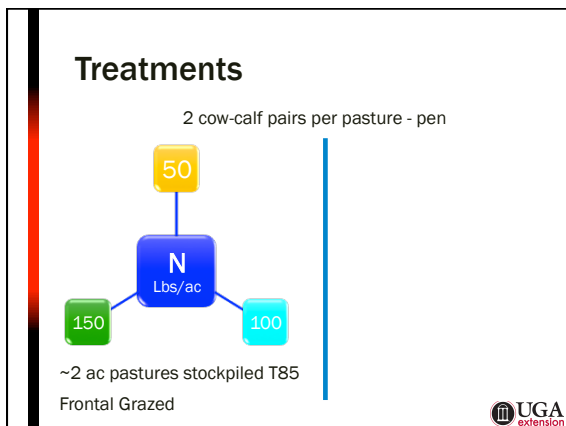 Treatments
2 cow-calf pairs per pasture - pen
50
N
Lbs/ac
150
100
~2 ac pastures stockpiled T85
Frontal Grazed
UGA
extension